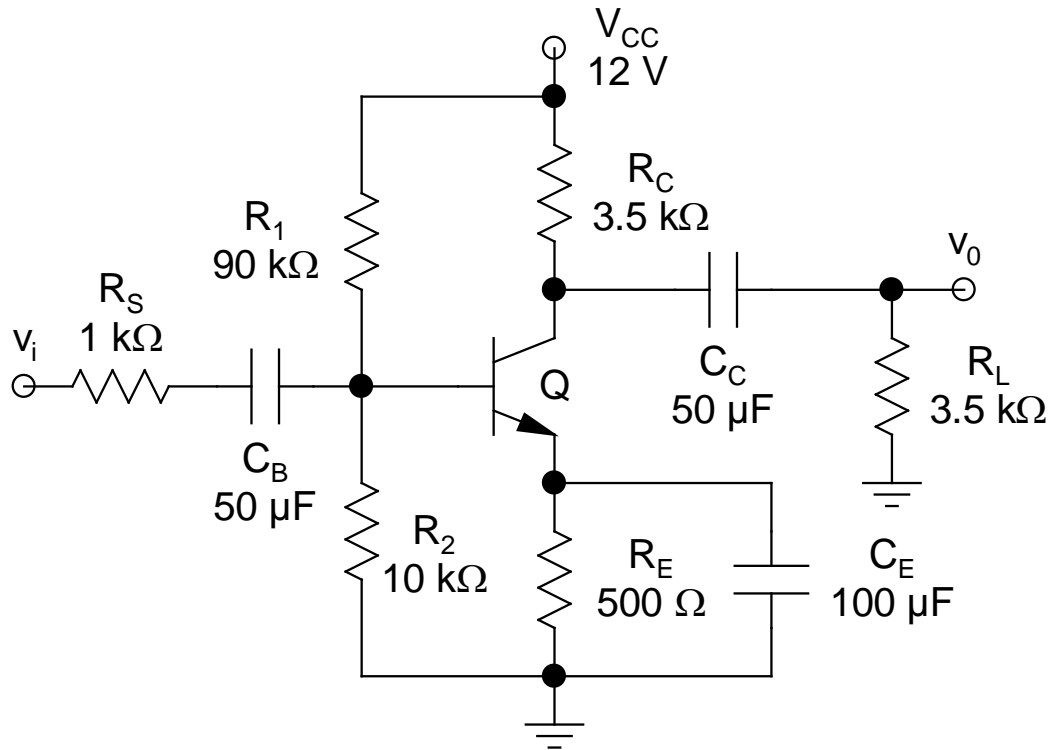 V_CC
12 V
R_C
3.5 kΩ
R_1
90 kΩ
v_0
R_S
1 kΩ
v_i
C_C
50 µF
R_L
3.5 kΩ
Q
C_B
50 µF
R_2
10 kΩ
R_E
500 Ω
C_E
100 µF